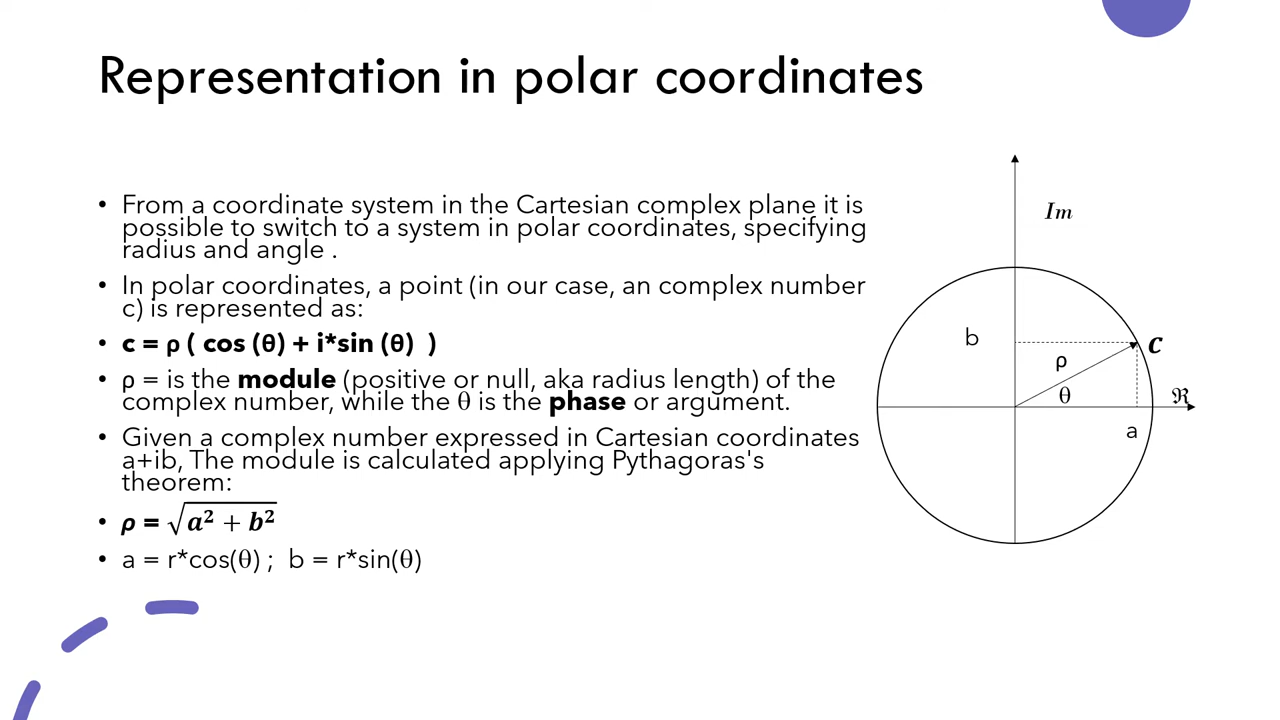 Representation in polar coordinates
• From a coordinate system in the Cartesian complex plane it is
possible to switch to a system in polar coordinates, specifying
radius and angle .
• In polar coordinates, a point (in our case, an complex number
c) is represented as:
• c = ρ ( cos (θ) + i*sin (θ)  )
• ρ = is the module (positive or null, aka radius length) of the
complex number, while the θ is the phase or argument.
• Given a complex number expressed in Cartesian coordinates
a+ib, The module is calculated applying Pythagoras's
theorem:
• ρ = √a² + b²
• a = r*cos(θ) ;  b = r*sin(θ)
Im
b
c
ρ
θ
ℜ
a